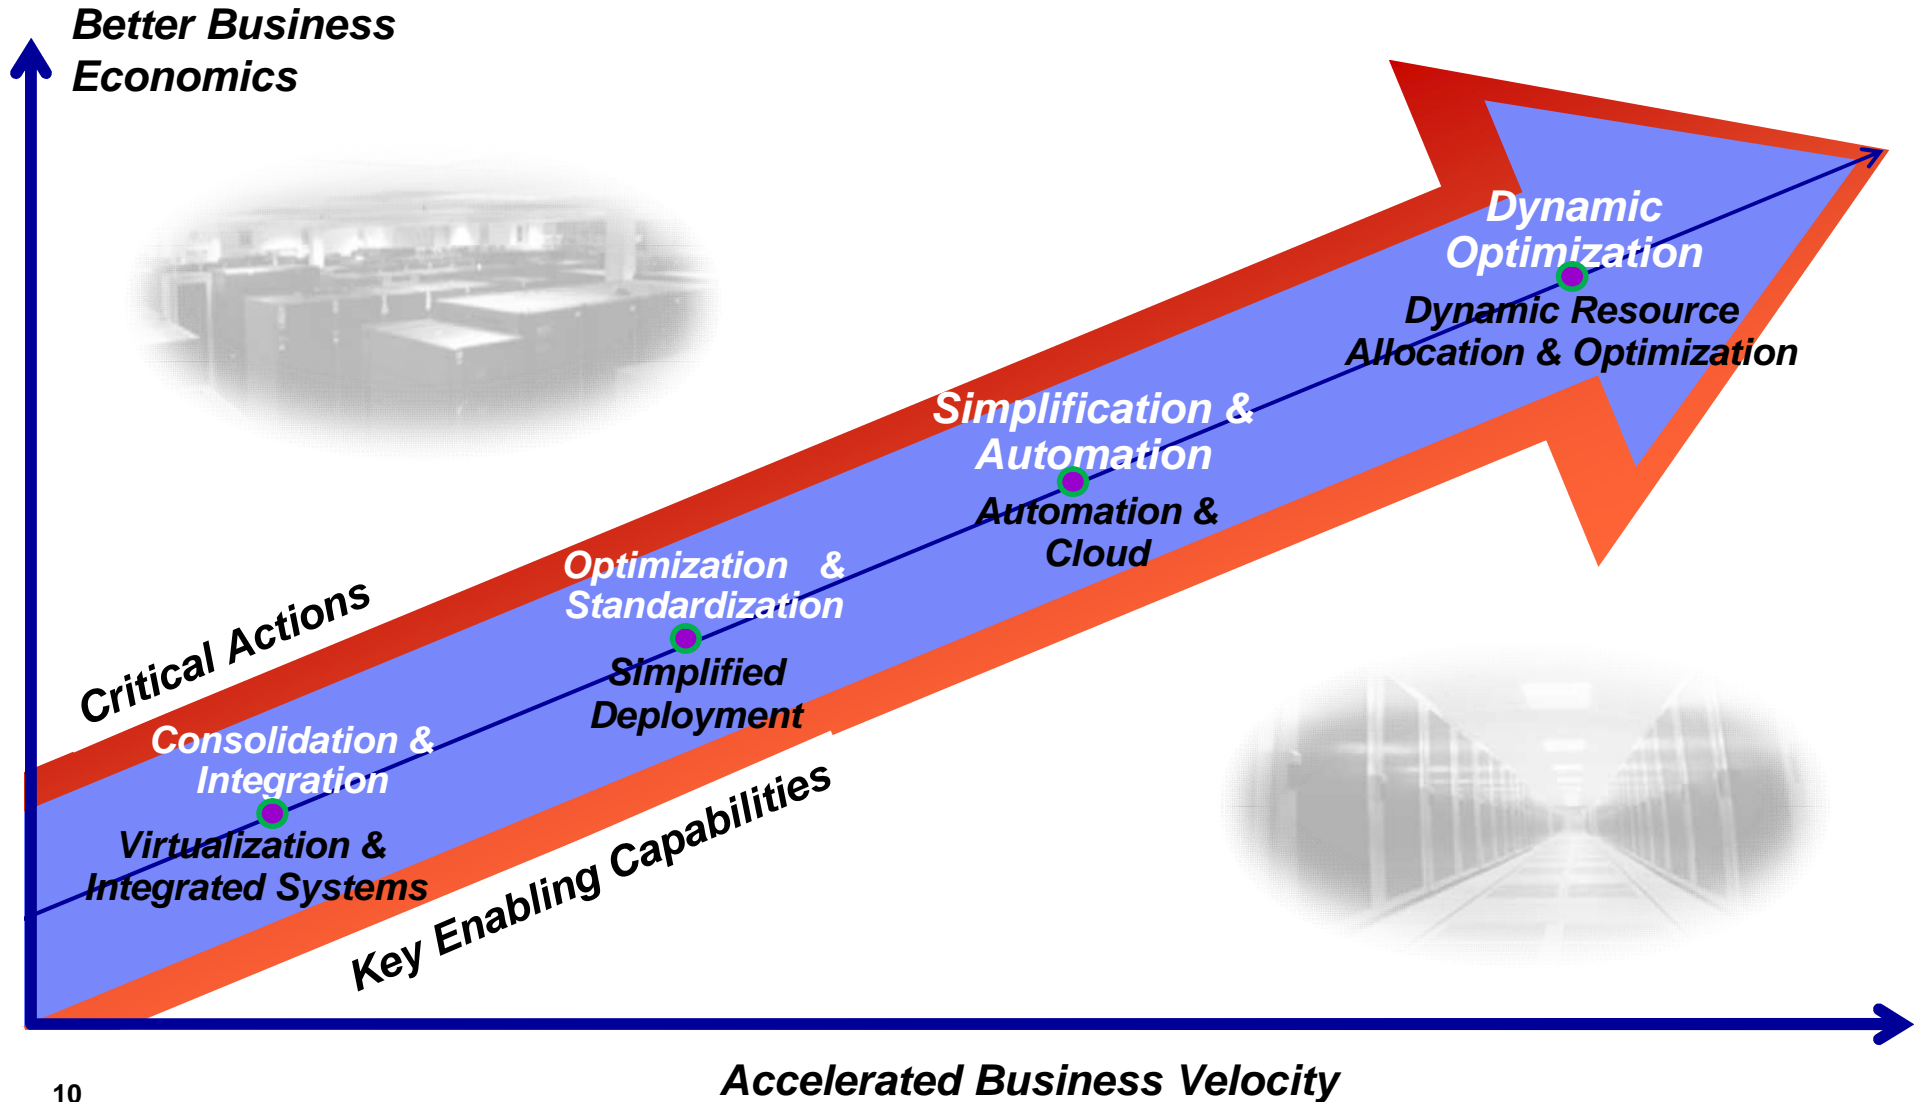 Better Business
Economics
Dynamic
Optimization
Dynamic Resource
Allocation & Optimization
Simplification &
Automation
Automation &
Cloud
Optimization &
Standardization
Simplified
Deployment
Critical Actions
Consolidation &
Integration
Virtualization &
Integrated Systems
Key Enabling Capabilities
Accelerated Business Velocity
10